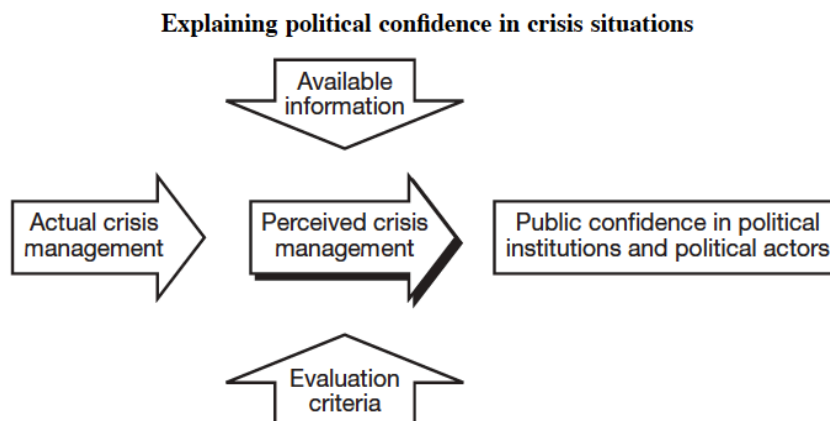 Explaining political confidence in crisis situations
Available
information
Actual crisis
management
Perceived crisis
management
Public confidence in political
institutions and political actors
Evaluation
criteria